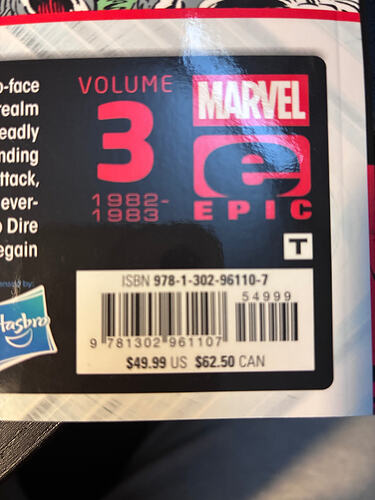 -face
realm
eadly
nding
ttack,
ever-
Dire
egain
VOLUME
3
1982-
1983
MARVEL
e
EPIC
T
Hasbro
ISBN 978-1-302-96110-7
54999
9 781302 961107
$49.99 US $62.50 CAN